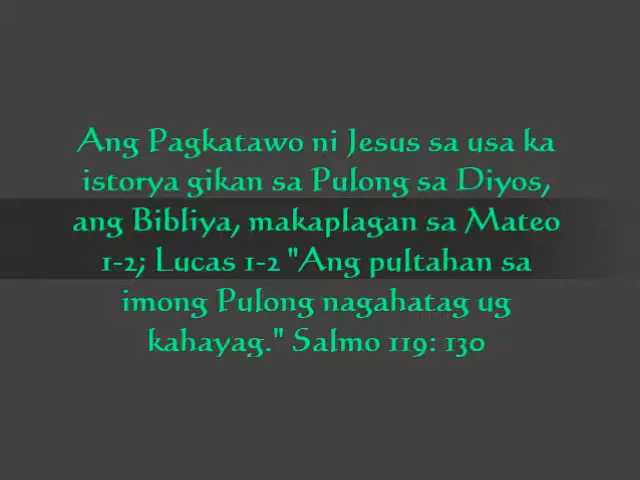 Ang Pagkatawo ni Jesus sa usa ka
istorya gikan sa Pulong sa Diyos,
ang Bibliya, makaplagan sa Mateo
1-2; Lucas 1-2 "Ang pultahan sa
imong Pulong nagahatag ug
kahayag." Salmo 119: 130